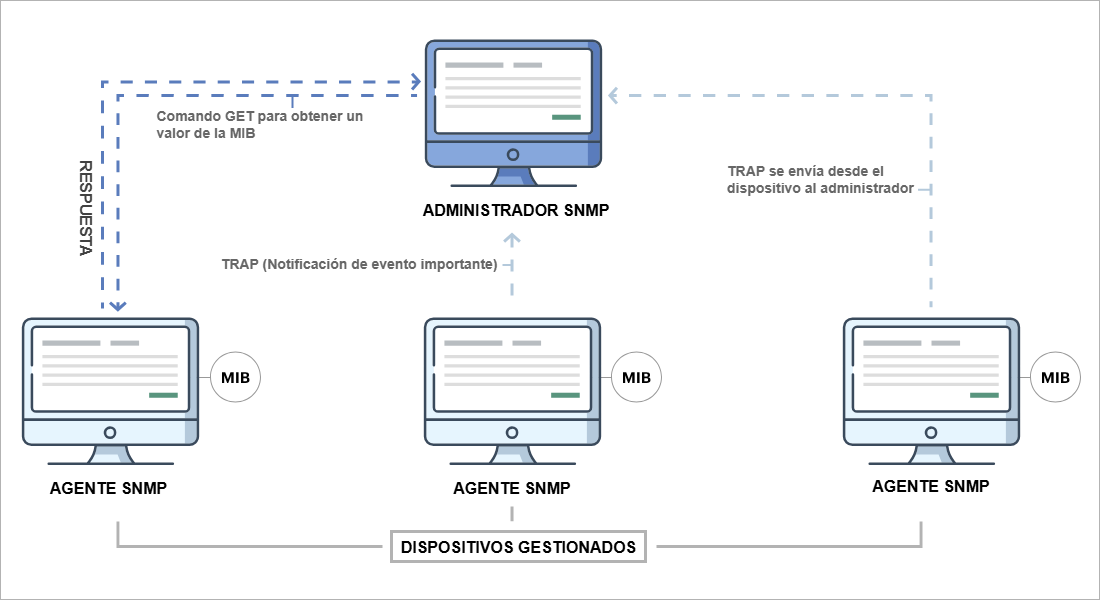 Comando GET para obtener un
valor de la MIB
RESPUESTA
ADMINISTRADOR SNMP
TRAP se envía desde el
dispositivo al administrador
TRAP (Notificación de evento importante)
MIB
MIB
MIB
AGENTE SNMP
AGENTE SNMP
AGENTE SNMP
DISPOSITIVOS GESTIONADOS